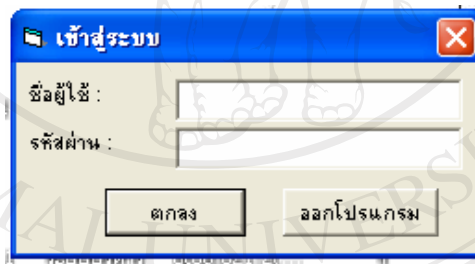 เข้าสู่ระบบ
ชื่อผู้ใช้ :
รหัสผ่าน :
ตกลง ออกโปรแกรม